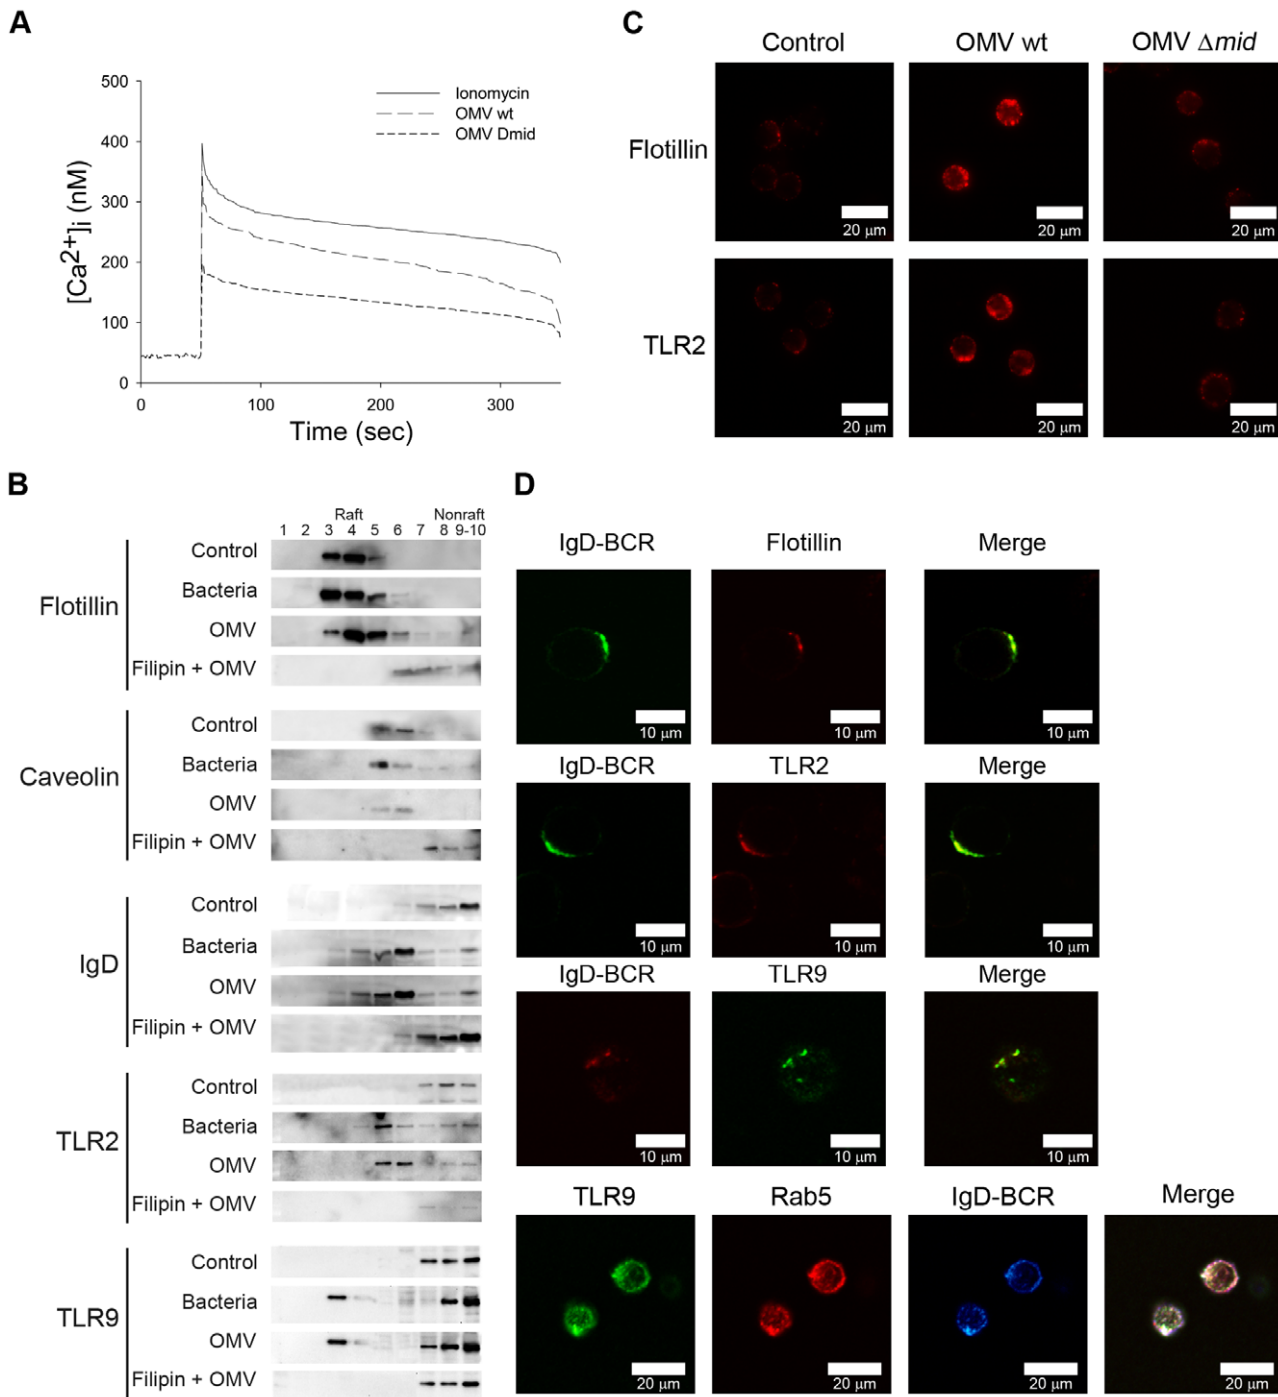 A
500
400
300
200
100
0
[Ca2+]i (nM)
Ionomycin
OMV wt
OMV Dmid
0 100 200 300
Time (sec)
C
Control OMV wt OMV Δmid
Flotillin
20 μm 20 μm 20 μm
TLR2
20 μm 20 μm 20 μm
B
Raft Nonraft
1 2 3 4 5 6 7 8 9-10
Flotillin
Control
Bacteria
OMV
Filipin + OMV
Caveolin
Control
Bacteria
OMV
Filipin + OMV
IgD
Control
Bacteria
OMV
Filipin + OMV
TLR2
Control
Bacteria
OMV
Filipin + OMV
TLR9
Control
Bacteria
OMV
Filipin + OMV
D
IgD-BCR Flotillin Merge
10 μm 10 μm 10 μm
IgD-BCR TLR2 Merge
10 μm 10 μm 10 μm
IgD-BCR TLR9 Merge
10 μm 10 μm 10 μm
TLR9 Rab5 IgD-BCR Merge
20 μm 20 μm 20 μm 20 μm